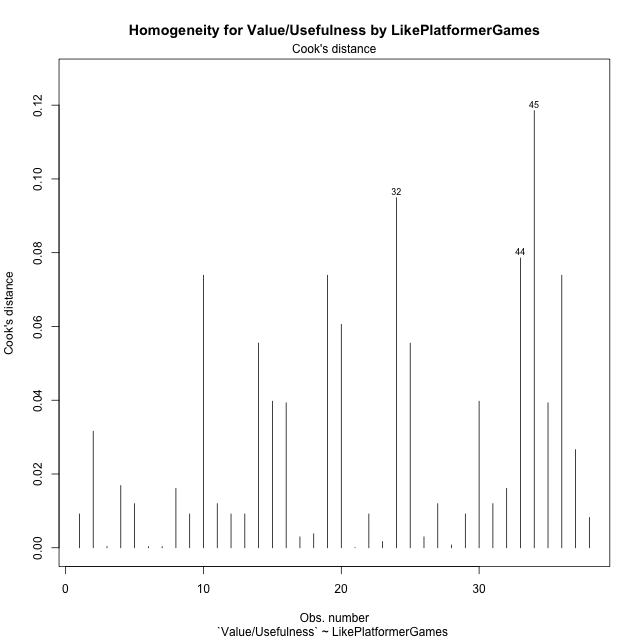 Homogeneity for Value/Usefulness by LikePlatformerGames
Cook's distance
Cook's distance
0.12
0.10
0.08
0.06
0.04
0.02
0.00
45
32
44
0
10
20
30
Obs. number
`Value/Usefulness` ~ LikePlatformerGames